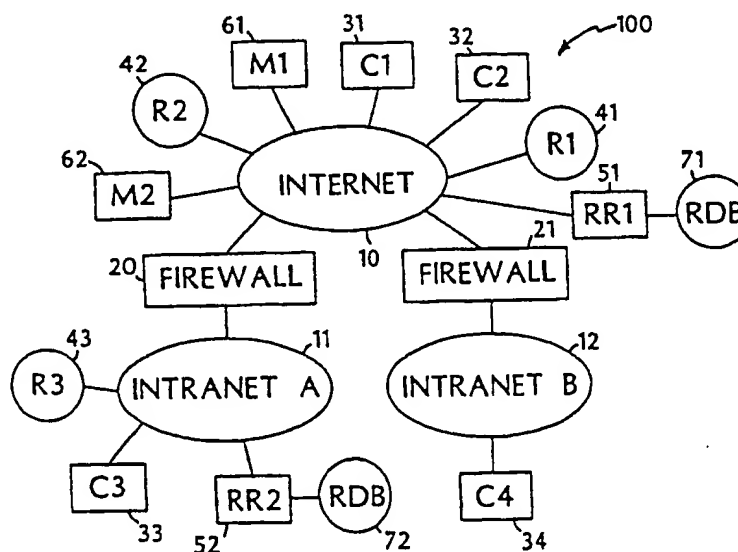 61 31 32 100
42 M1 C1 C2
R2 R1 41
62 INTERNET 51 71
M2 RR1 RDB
10 21
20 FIREWALL FIREWALL
43 11 12
R3 INTRANET A INTRANET B
C3 RR2 RDB C4
33 52 72 34